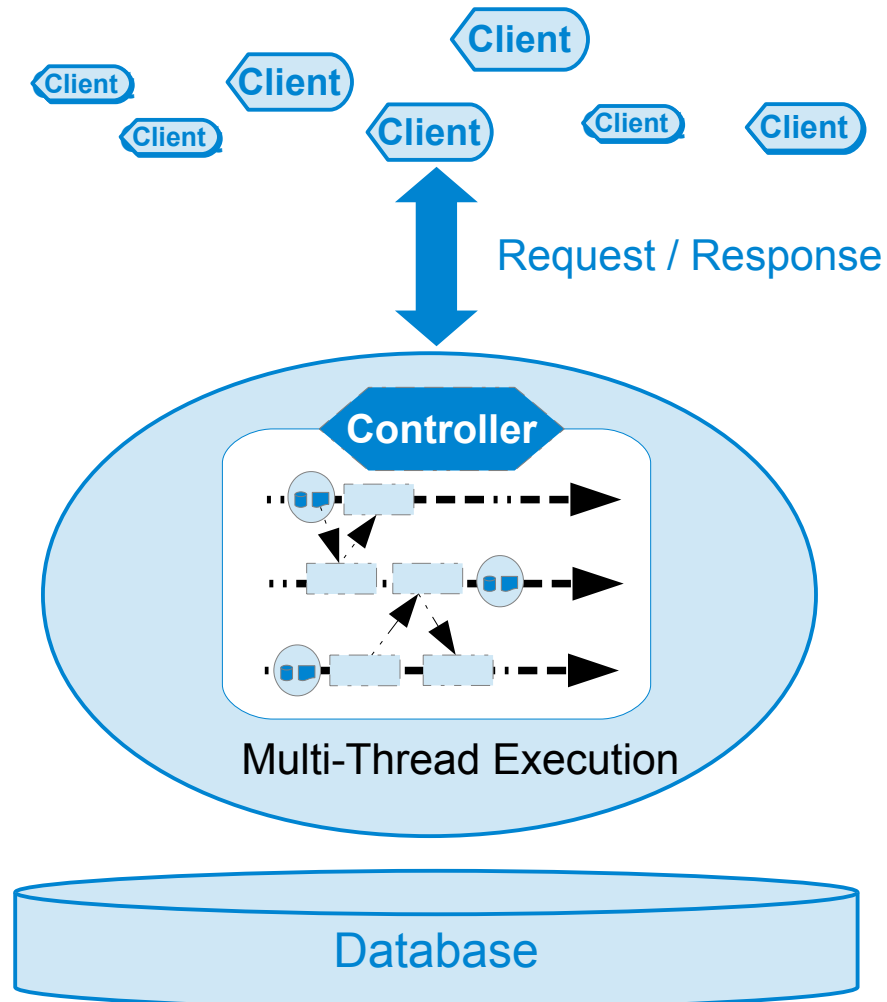 Client
Client
Client
Client
Client
Client
Client
Request / Response
Controller
Multi-Thread Execution
Database